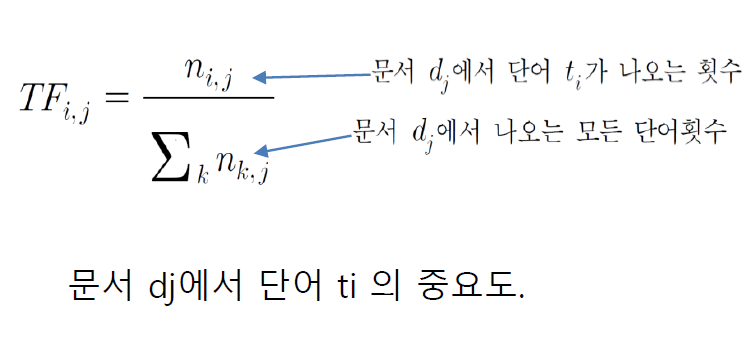 TF_{i,j} = n_{i,j} / ∑_k n_{k,j}
문서 d_j에서 단어 t_i가 나오는 횟수
문서 d_j에서 나오는 모든 단어횟수
문서 dj에서 단어 ti 의 중요도.